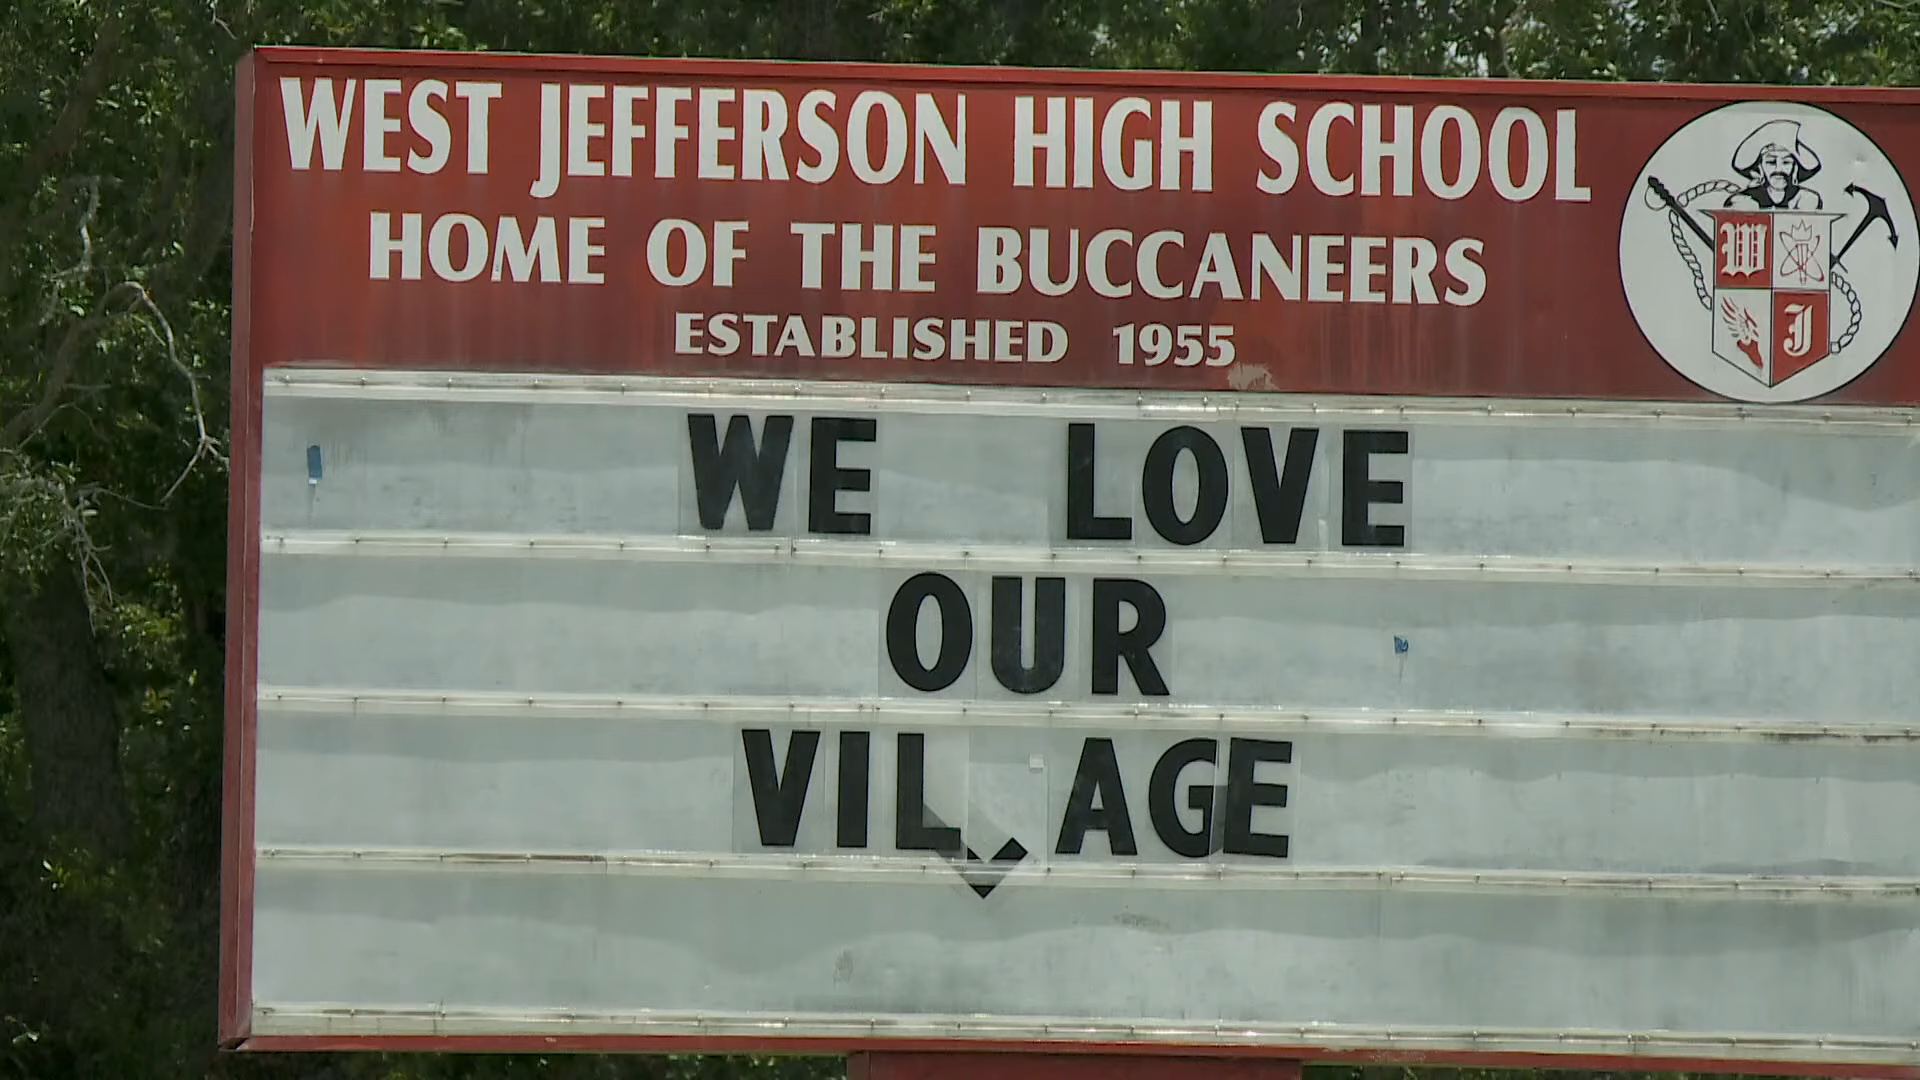 WEST JEFFERSON HIGH SCHOOL
HOME OF THE BUCCANEERS
ESTABLISHED 1955
W
J
WE LOVE
OUR
VILLAGE